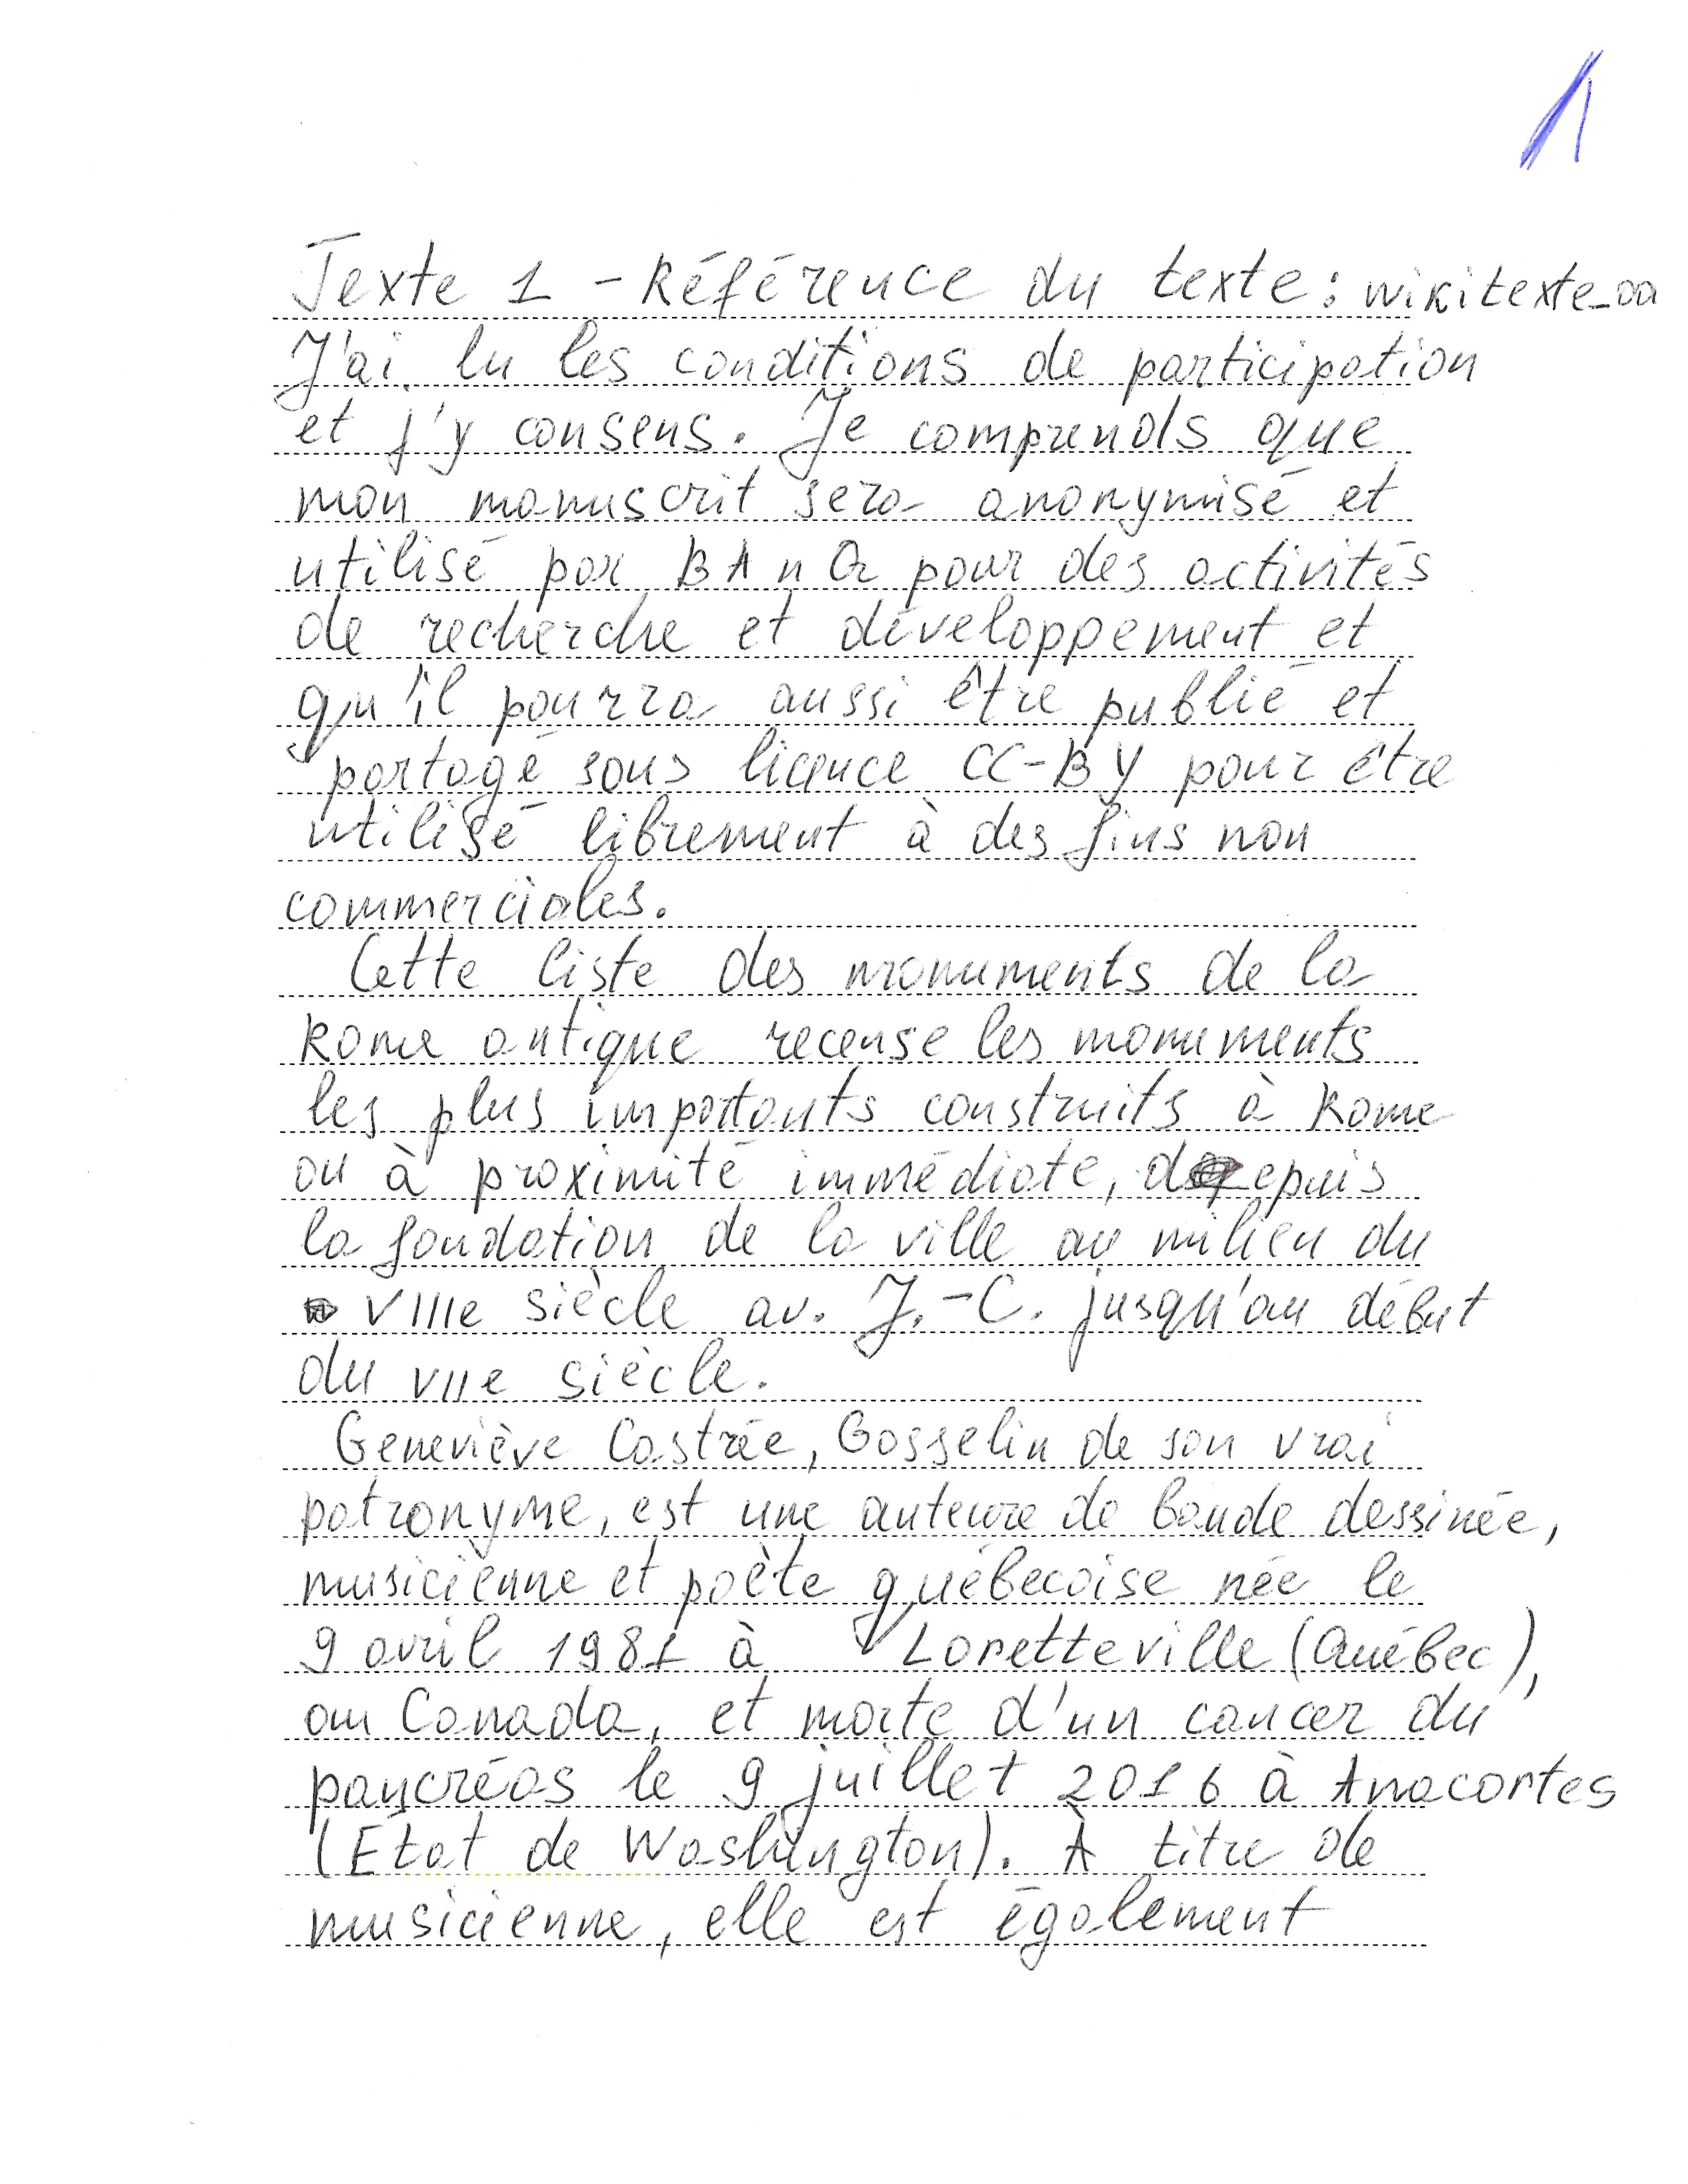 1
Texte 1 - Référence du texte : wikitexte_oa
J'ai lu les conditions de participation
et j'y consens. Je comprends que
mon manuscrit sera anonymisé et
utilisé par BAnQ pour des activités
de recherche et développement et
qu'il pourra aussi être publié et
partagé sous licence CC-BY pour être
utilisé librement à des fins non
commerciales.
Cette liste des monuments de la
Rome antique recense les monuments
les plus importants construits à Rome
ou à proximité immédiate, depuis
la fondation de la ville au milieu du
VIIIe siècle av. J.-C. jusqu'au début
du VIIe siècle.
Geneviève Castrée, Gosselin de son vrai
patronyme, est une auteure de bande dessinée,
musicienne et poète québecoise née le
9 avril 1981 à Loretteville (Québec),
au Canada, et morte d'un cancer du
pancréas le 9 juillet 2016 à Anacortes
(État de Washington). À titre de
musicienne, elle est également